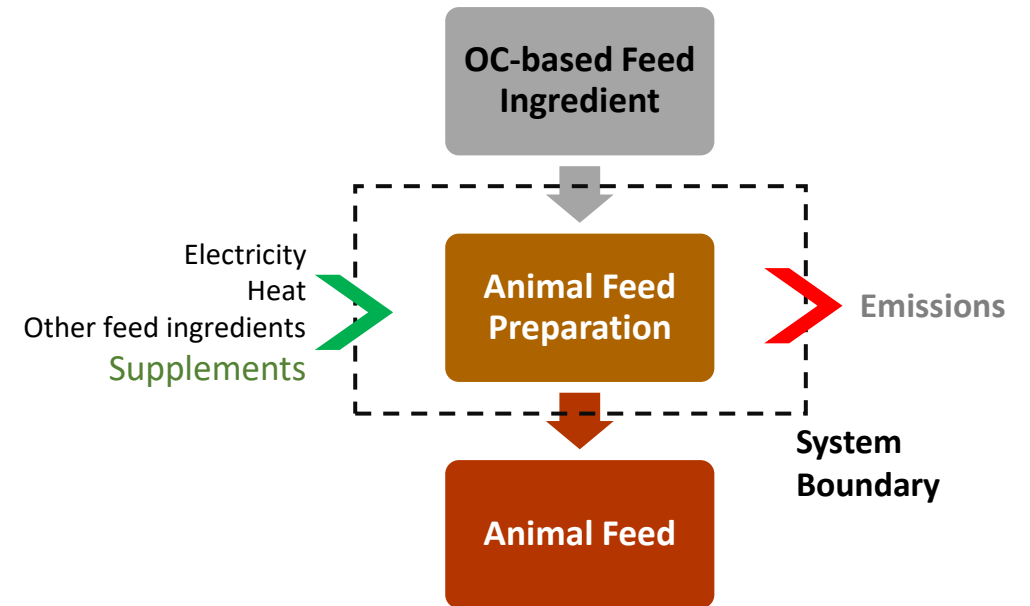 OC-based Feed
Ingredient
Electricity
Heat
Other feed ingredients
Supplements
Animal Feed
Preparation
Emissions
System
Boundary
Animal Feed